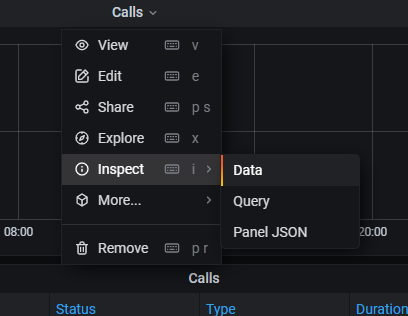 Calls
View v
Edit e
Share p s
Explore x
Inspect i
Data
Query
Panel JSON
More...
08:00
20:00
Remove p r
Calls
Status Type Duration